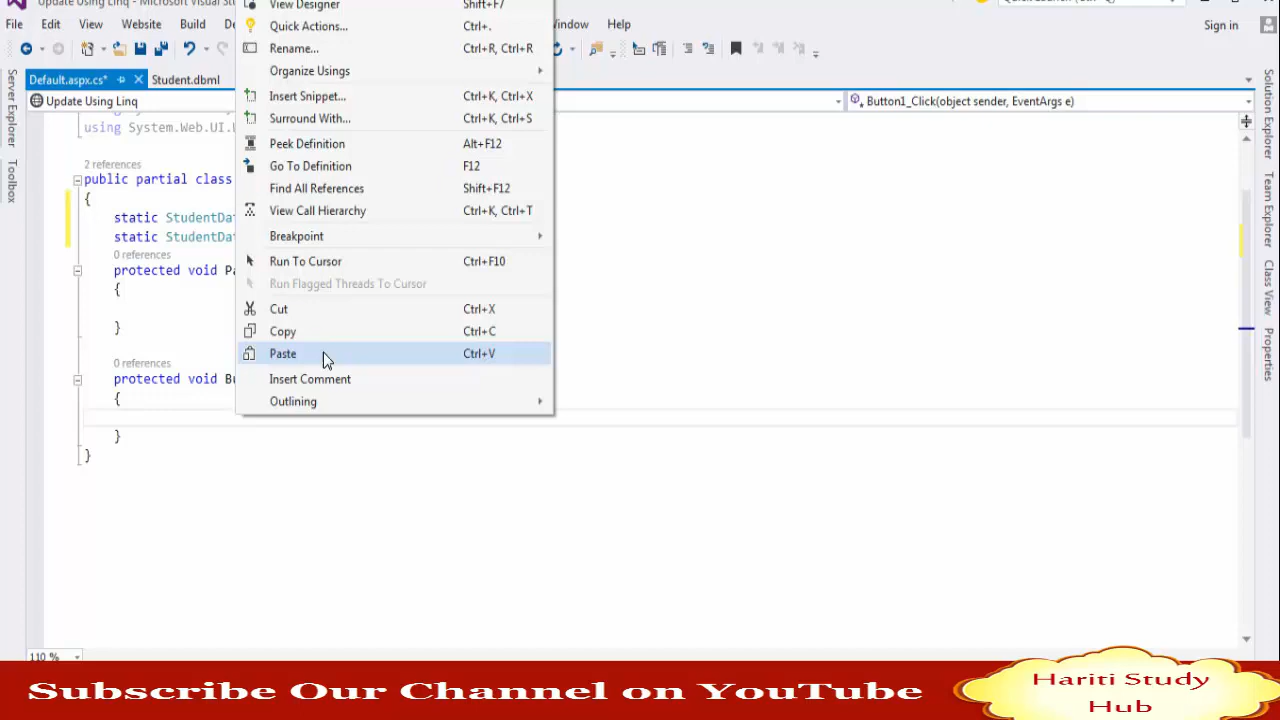 Update Using Linq - Microsoft Visual
View Designer Shift+F7
File Edit View Website Build Window Help
Sign in
Quick Actions... Ctrl+.
Rename... Ctrl+R, Ctrl+R
Organize Usings
Default.aspx.cs* Student.dbml
Update Using Linq
Button1_Click(object sender, EventArgs e)
Insert Snippet... Ctrl+K, Ctrl+X
Surround With... Ctrl+K, Ctrl+S
Peek Definition Alt+F12
Go To Definition F12
Find All References Shift+F12
View Call Hierarchy Ctrl+K, Ctrl+T
Breakpoint
Run To Cursor Ctrl+F10
Run Flagged Threads To Cursor
Cut Ctrl+X
Copy Ctrl+C
Paste Ctrl+V
Insert Comment
Outlining
using System.Web.UI.
2 references
public partial class
{
static StudentDat
static StudentDat
0 references
protected void Pa
{
}
0 references
protected void Bu
{
}
}
Server Explorer
Toolbox
Solution Explorer
Team Explorer
Class View
Properties
110 %
Subscribe Our Channel on YouTube
Hariti Study
Hub